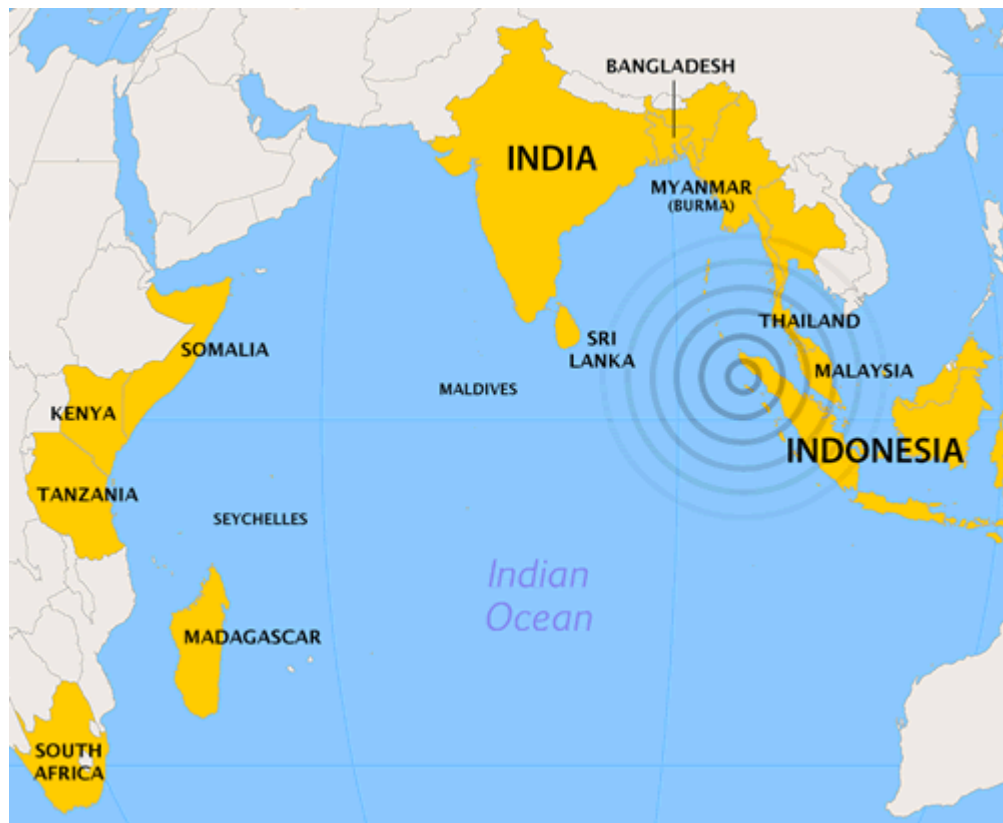 BANGLADESH
INDIA
MYANMAR
(BURMA)
THAILAND
SRI
LANKA
SOMALIA
MALAYSIA
MALDIVES
KENYA
INDONESIA
TANZANIA
SEYCHELLES
Indian
Ocean
MADAGASCAR
SOUTH
AFRICA